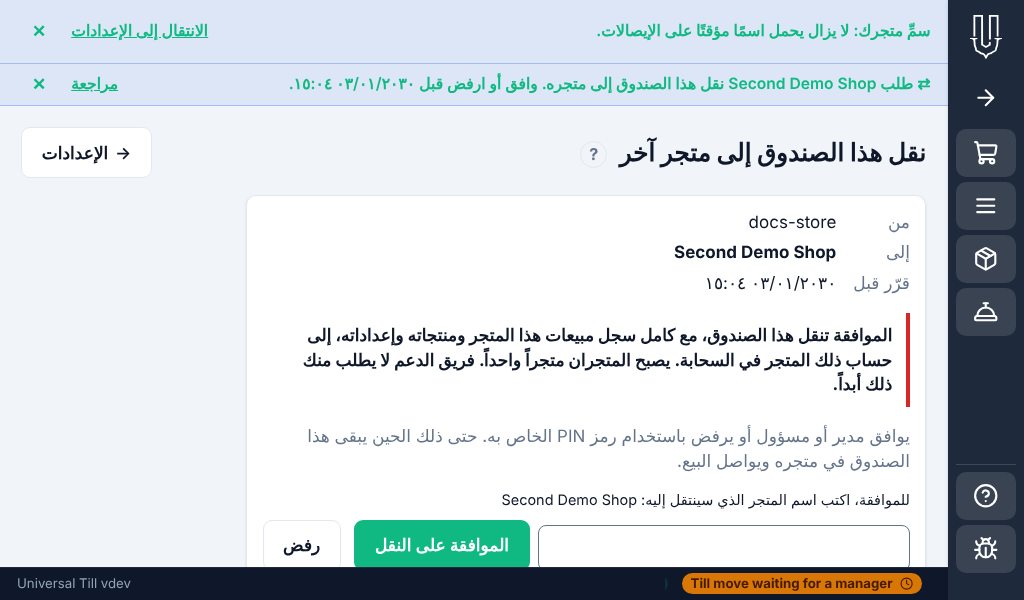 سمِّ متجرك: لا يزال يحمل اسمًا مؤقتًا على الإيصالات.
الانتقال إلى الإعدادات ✕
⇄ طلب Second Demo Shop نقل هذا الصندوق إلى متجره. وافق أو ارفض قبل ٠٣/٠١/٢٠٣٠ ١٥:٠٤.
مراجعة ✕
نقل هذا الصندوق إلى متجر آخر ?
→ الإعدادات
من docs-store
إلى Second Demo Shop
قرّر قبل ٠٣/٠١/٢٠٣٠ ١٥:٠٤
الموافقة تنقل هذا الصندوق، مع كامل سجل مبيعات هذا المتجر ومنتجاته وإعداداته، إلى
حساب ذلك المتجر في السحابة. يصبح المتجران متجراً واحداً. فريق الدعم لا يطلب منك
ذلك أبداً.
يوافق مدير أو مسؤول أو يرفض باستخدام رمز PIN الخاص به. حتى ذلك الحين يبقى هذا
الصندوق في متجره ويواصل البيع.
للموافقة، اكتب اسم المتجر الذي سينتقل إليه: Second Demo Shop
الموافقة على النقل
رفض
Till move waiting for a manager
Universal Till vdev